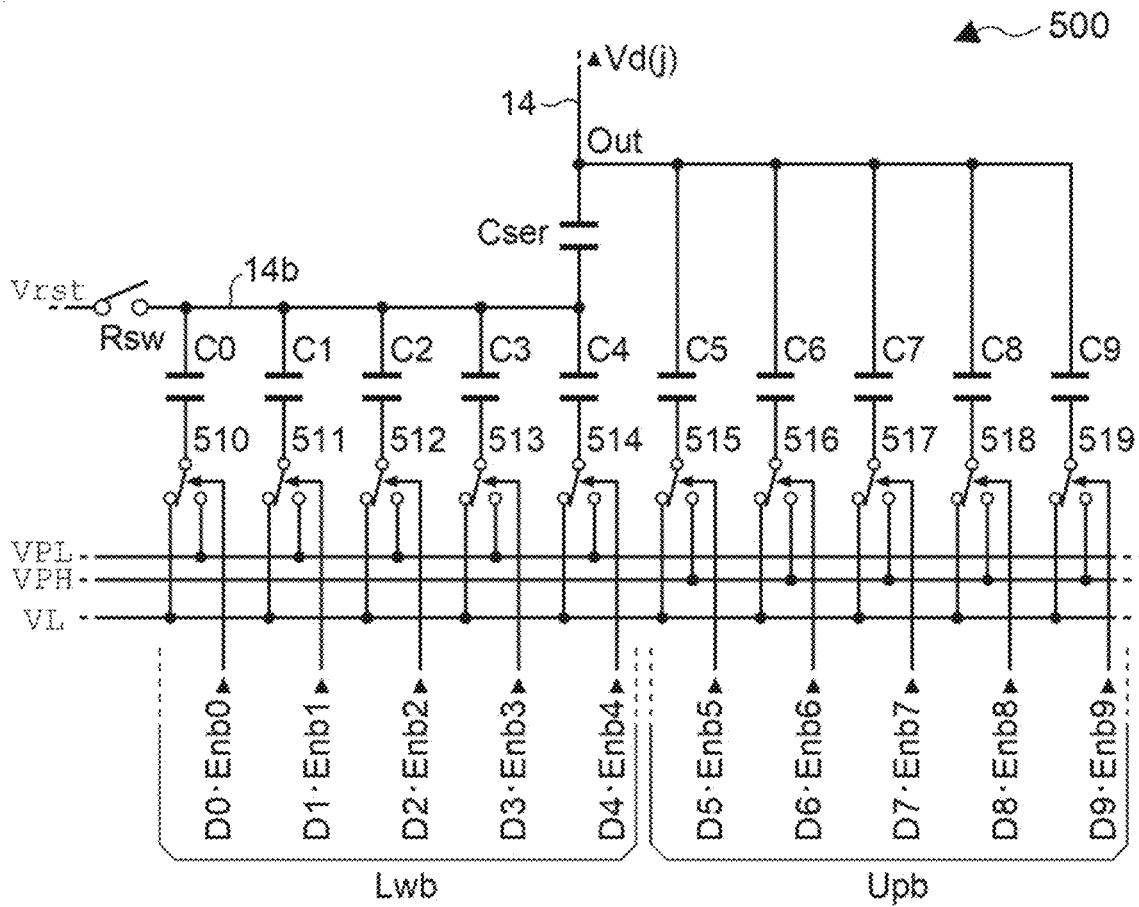 500
Vd(j)
14
Out
Cser
14b
Vrst
Rsw
C0 C1 C2 C3 C4 C5 C6 C7 C8 C9
510 511 512 513 514 515 516 517 518 519
VPL
VPH
VL
D0·Enb0
D1·Enb1
D2·Enb2
D3·Enb3
D4·Enb4
D5·Enb5
D6·Enb6
D7·Enb7
D8·Enb8
D9·Enb9
Lwb Upb